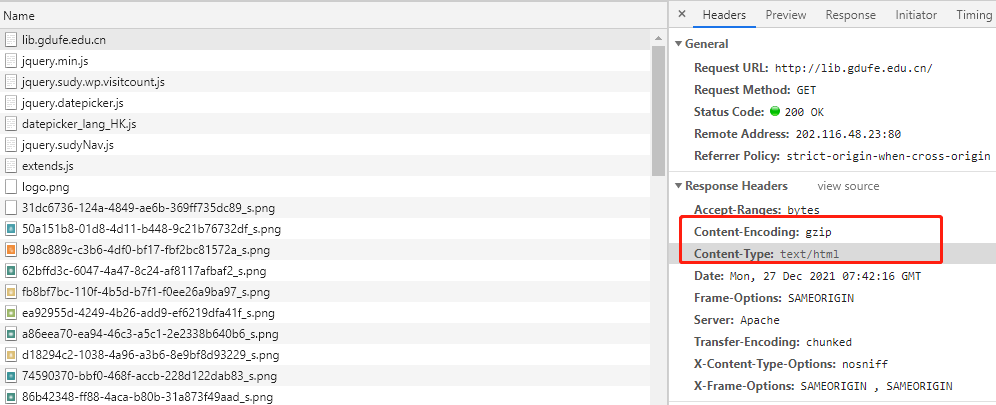 Name
lib.gdufe.edu.cn
jquery.min.js
jquery.sudy.wp.visitcount.js
jquery.datepicker.js
datepicker_lang_HK.js
jquery.sudyNav.js
extends.js
logo.png
31dc6736-124a-4849-ae6b-369ff735dc89_s.png
50a151b8-01d8-4d11-b448-9c21b76732df_s.png
b98c889c-c3b6-4df0-bf17-fbf2bc81572a_s.png
62bffd3c-6047-4a47-8c24-af8117afbaf2_s.png
fb8bf7bc-110f-4b5d-b7f1-f0ee26a9ba97_s.png
ea92955d-4249-4b26-add9-ef6219dfa41f_s.png
a86eea70-ea94-46c3-a5c1-2e2338b640b6_s.png
d18294c2-1038-4a96-a3b6-8e9bf8d93229_s.png
74590370-bbf0-468f-accb-228d122dab83_s.png
86b42348-ff88-4aca-b80b-31a873f49aad_s.png
× Headers Preview Response Initiator Timing
General
Request URL: http://lib.gdufe.edu.cn/
Request Method: GET
Status Code: 200 OK
Remote Address: 202.116.48.23:80
Referrer Policy: strict-origin-when-cross-origin
Response Headers view source
Accept-Ranges: bytes
Content-Encoding: gzip
Content-Type: text/html
Date: Mon, 27 Dec 2021 07:42:16 GMT
Frame-Options: SAMEORIGIN
Server: Apache
Transfer-Encoding: chunked
X-Content-Type-Options: nosniff
X-Frame-Options: SAMEORIGIN , SAMEORIGIN